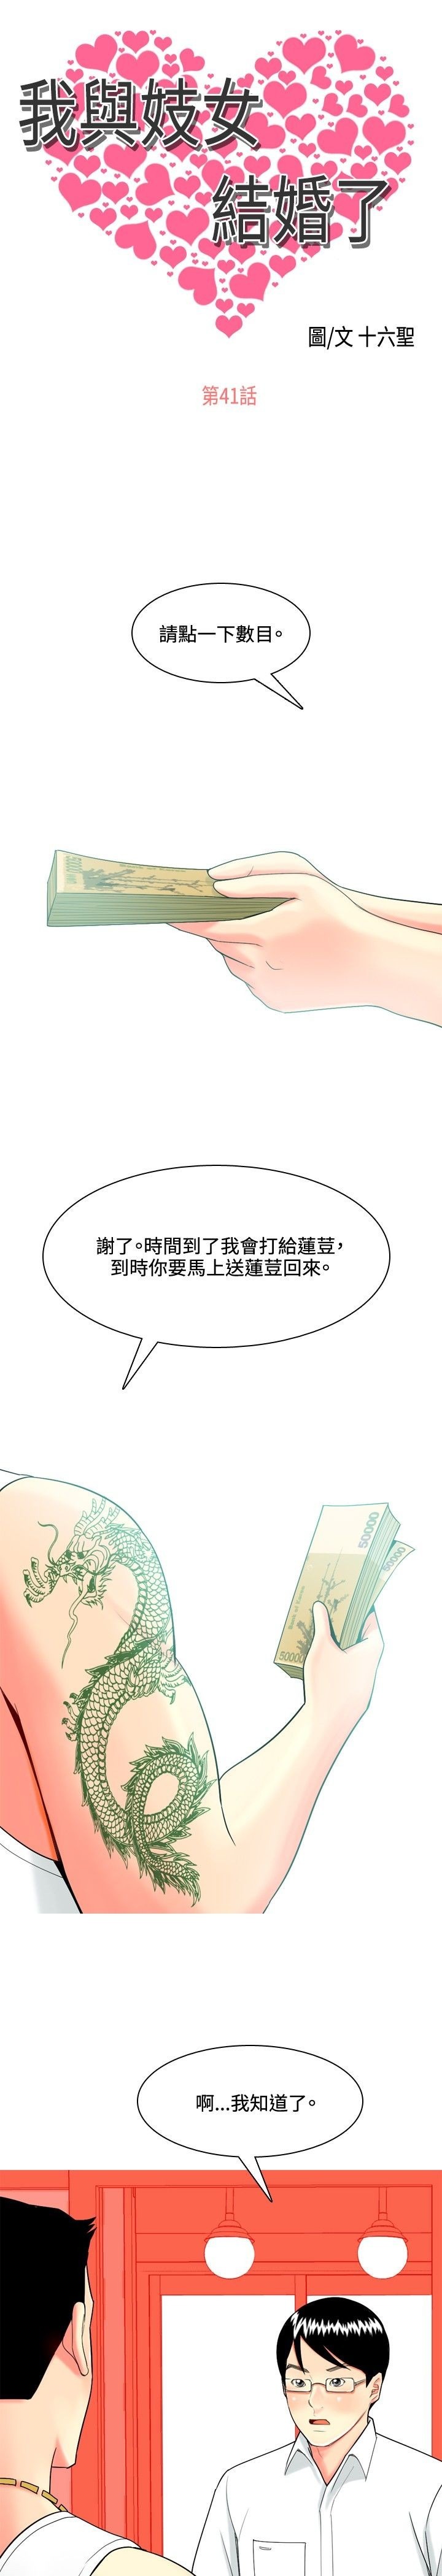 我與妓女
結婚了
圖/文 十六聖
第41話
請點一下數目。
謝了。時間到了我會打給蓮荳，
到時你要馬上送蓮荳回來。
50000
50000
50000
啊...我知道了。